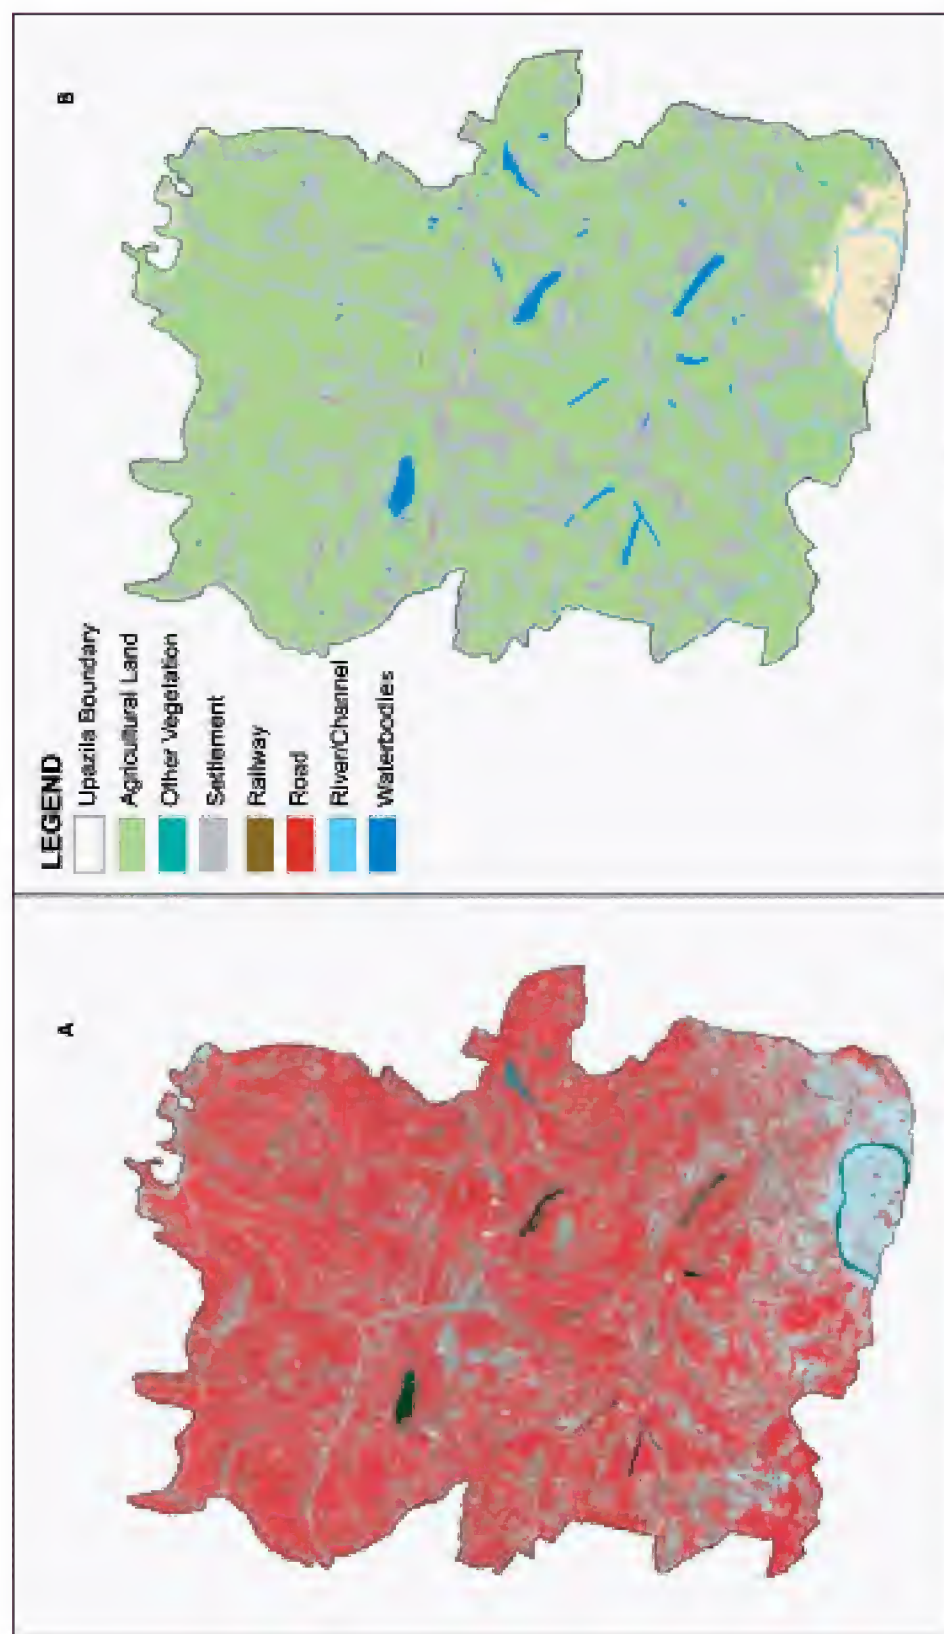 A
B
LEGEND
Upazila Boundary
Agricultural Land
Other Vegetation
Settlement
Railway
Road
River/Channel
Waterbodies